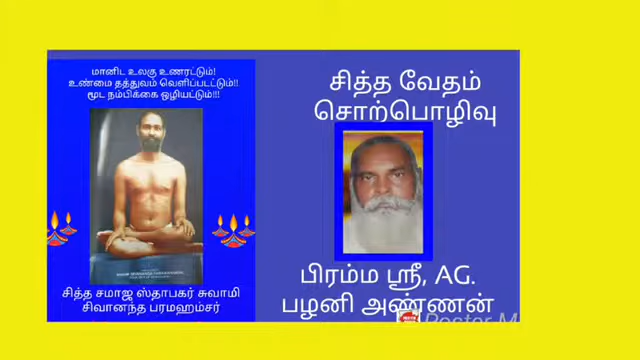 மானிட உலகு உணரட்டும்!
உண்மை தத்துவம் வெளிப்படட்டும்!!
மூட நம்பிக்கை ஒழியட்டும்!!!
சித்த சமாஜ ஸ்தாபகர் சுவாமி
சிவானந்த பரமஹம்சர்
சித்த வேதம்
சொற்பொழிவு
பிரம்ம ஸ்ரீ, AG.
பழனி அண்ணன்
Poster M